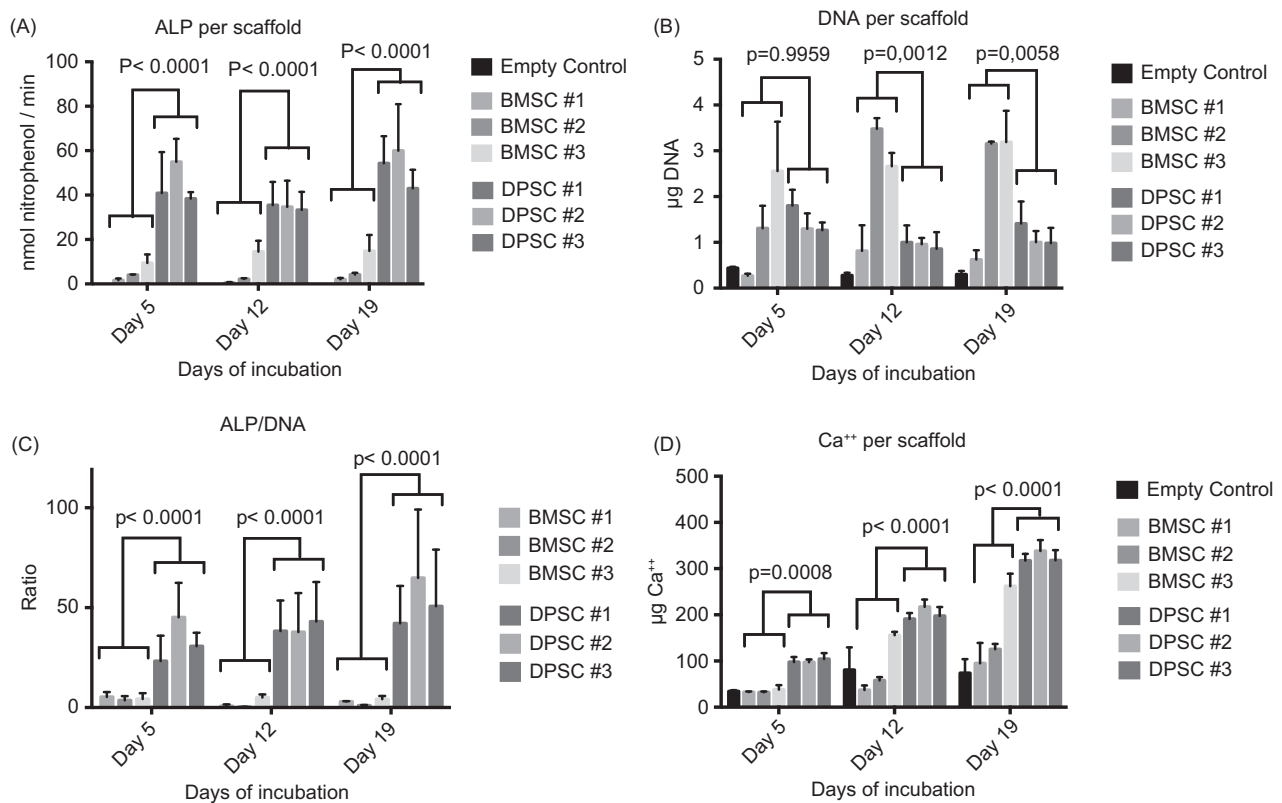 (A)
ALP per scaffold
P< 0.0001
P< 0.0001
P< 0.0001
nmol nitrophenol / min
100
80
60
40
20
0
Day 5
Day 12
Day 19
Days of incubation
Empty Control
BMSC #1
BMSC #2
BMSC #3
DPSC #1
DPSC #2
DPSC #3
(B)
DNA per scaffold
p=0.9959
p=0,0012
p=0,0058
µg DNA
5
4
3
2
1
0
Day 5
Day 12
Day 19
Days of incubation
Empty Control
BMSC #1
BMSC #2
BMSC #3
DPSC #1
DPSC #2
DPSC #3
(C)
ALP/DNA
p< 0.0001
p< 0.0001
p< 0.0001
Ratio
100
50
0
Day 5
Day 12
Day 19
Days of incubation
BMSC #1
BMSC #2
BMSC #3
DPSC #1
DPSC #2
DPSC #3
(D)
Ca⁺⁺ per scaffold
p=0.0008
p< 0.0001
p< 0.0001
µg Ca⁺⁺
500
400
300
200
100
0
Day 5
Day 12
Day 19
Days of incubation
Empty Control
BMSC #1
BMSC #2
BMSC #3
DPSC #1
DPSC #2
DPSC #3